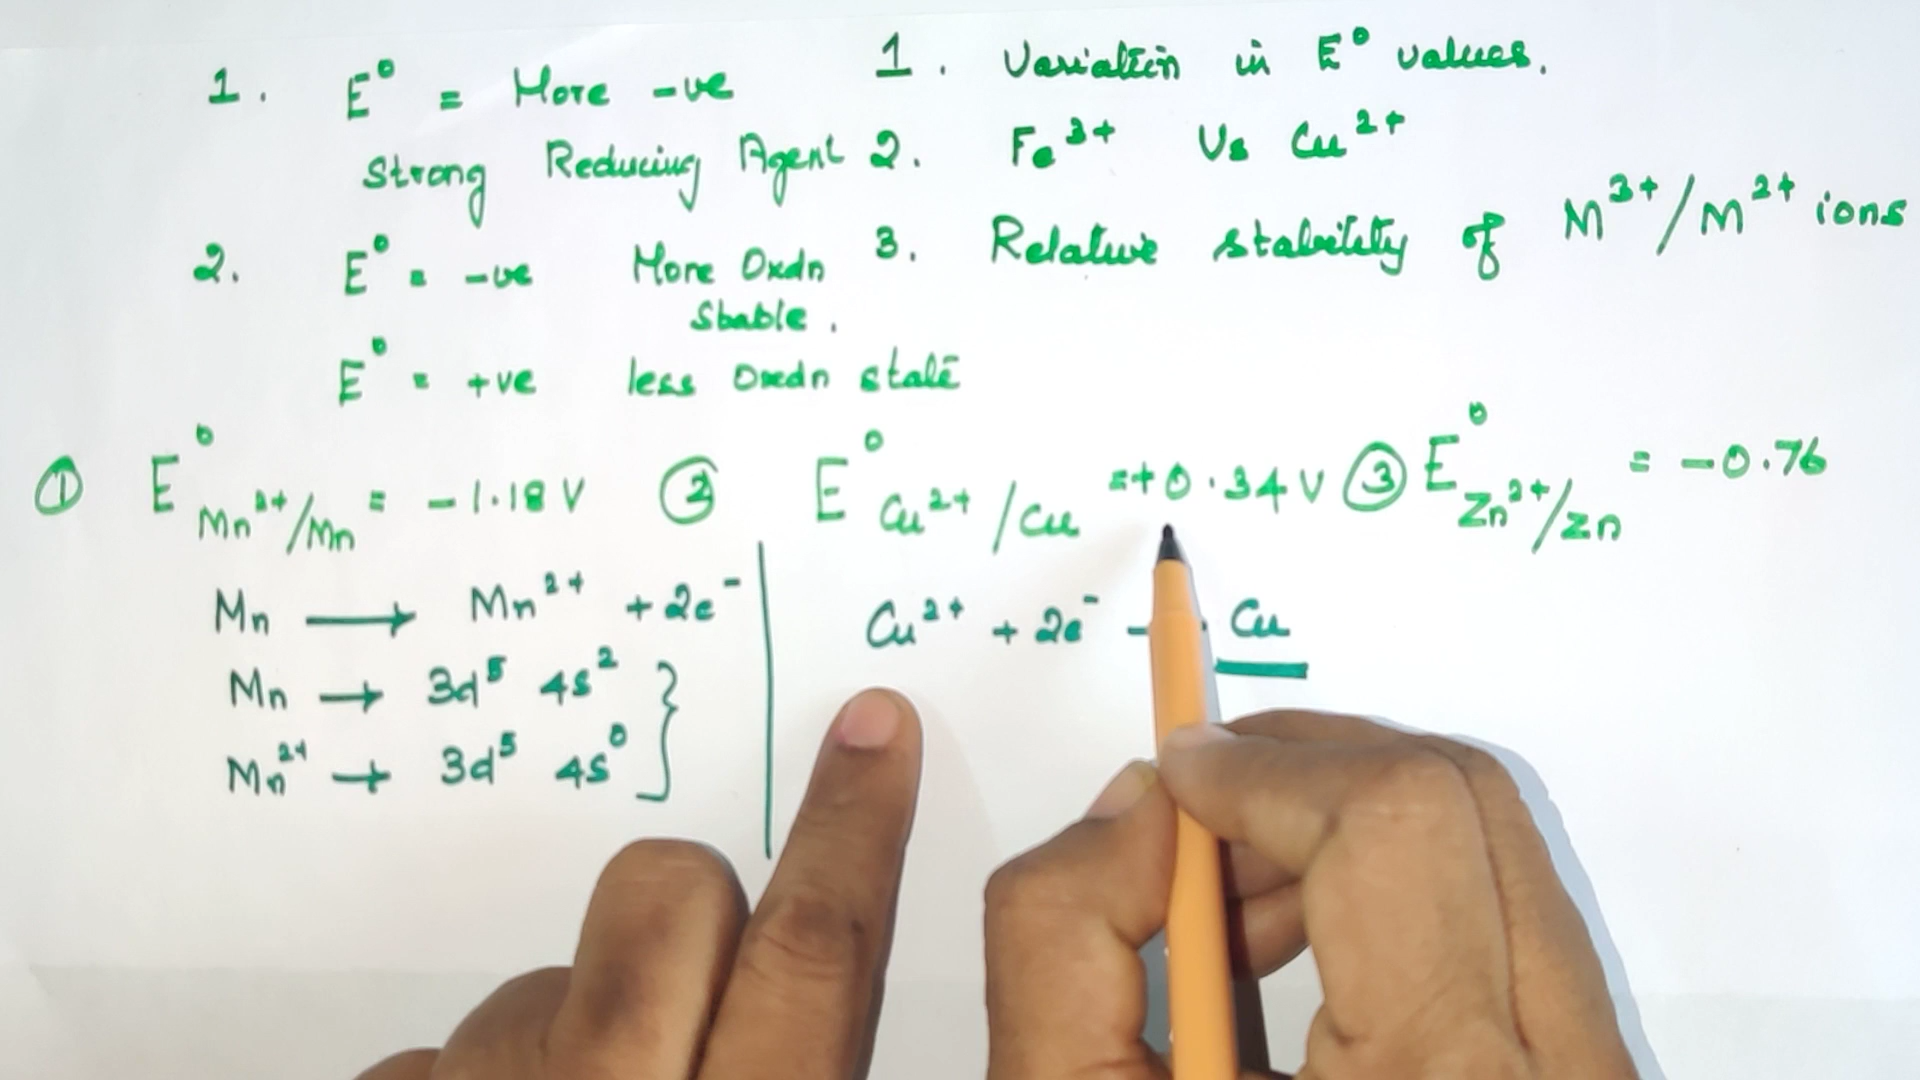 1. E° = More -ve
Strong Reducing Agent
2. E° = -ve More Oxdn
Stable.
E° = +ve less oxdn state
1. Variation in E° values.
2. Fe³⁺ Vs Cu²⁺
3. Relative stability of M³⁺/M²⁺ ions
① E° Mn²⁺/Mn = -1.18 V
Mn → Mn²⁺ + 2e⁻
Mn → 3d⁵ 4s²
Mn²⁺ → 3d⁵ 4s⁰
② E° Cu²⁺/Cu = +0.34 V
Cu²⁺ + 2e⁻ → Cu
③ E° Zn²⁺/Zn = -0.76